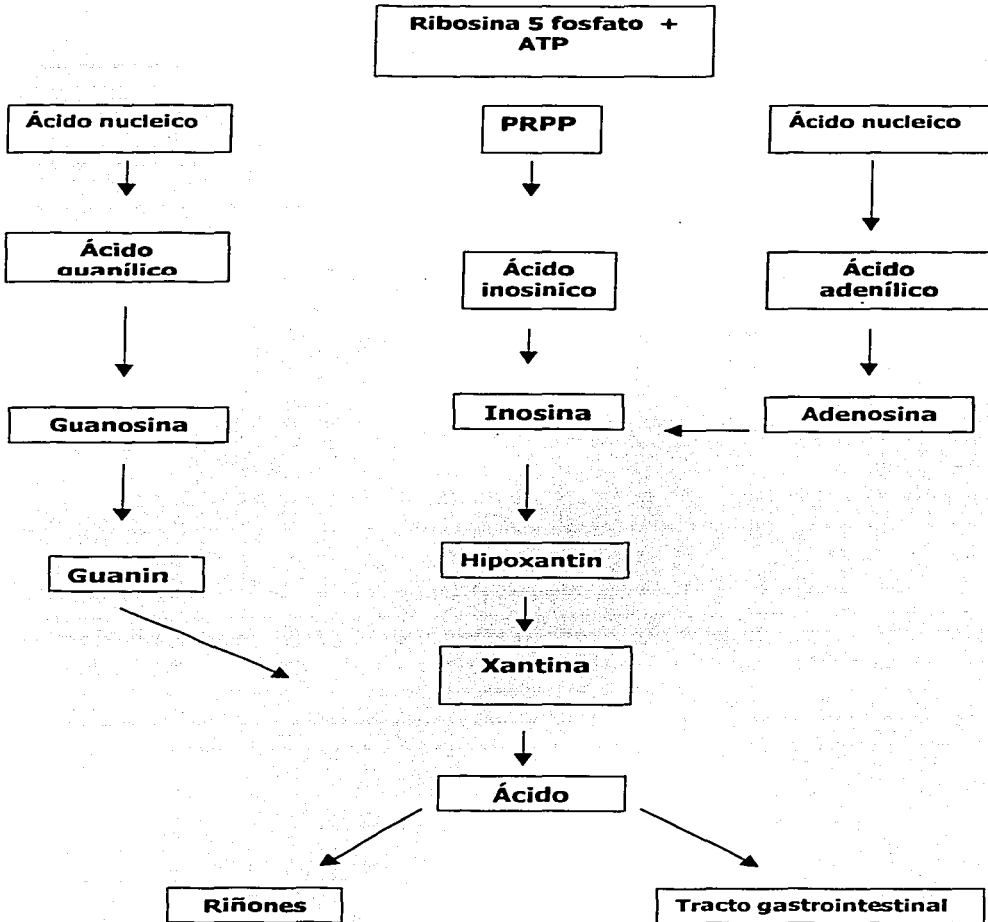 Ribosina 5 fosfato +
ATP
Ácido nucleico
PRPP
Ácido nucleico
Ácido
guanílico
Ácido
inosinico
Ácido
adenílico
Guanosina
Inosina
Adenosina
Guanin
Hipoxantin
Xantina
Ácido
Riñones
Tracto gastrointestinal